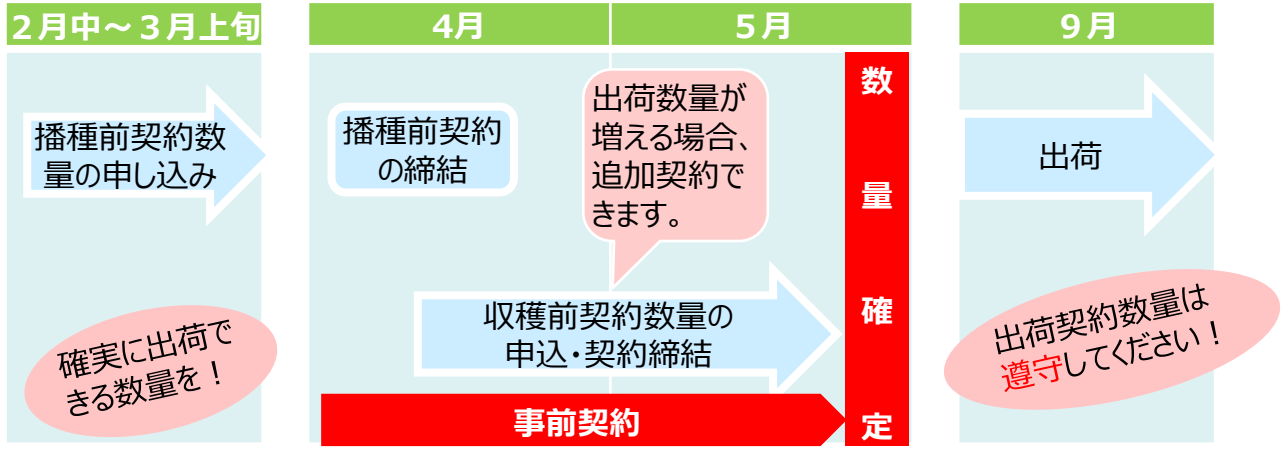 2月中～3月上旬
4月
5月
9月
播種前契約数
量の申し込み
確実に出荷で
きる数量を！
播種前契約
の締結
出荷数量が
増える場合、
追加契約で
きます。
収穫前契約数量の
申込・契約締結
事前契約
数
量
確
定
出荷
出荷契約数量は
遵守してください！